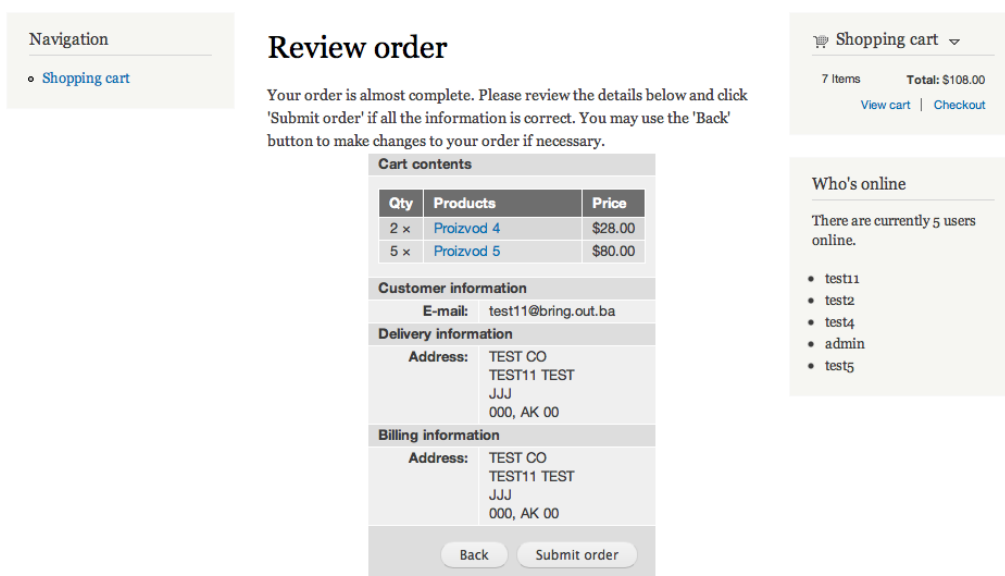 Navigation
Shopping cart
Review order
Your order is almost complete. Please review the details below and click
'Submit order' if all the information is correct. You may use the 'Back'
button to make changes to your order if necessary.
Cart contents
Qty Products Price
2 × Proizvod 4 $28.00
5 × Proizvod 5 $80.00
Customer information
E-mail: test11@bring.out.ba
Delivery information
Address: TEST CO
TEST11 TEST
JJJ
000, AK 00
Billing information
Address: TEST CO
TEST11 TEST
JJJ
000, AK 00
Back Submit order
Shopping cart
7 Items Total: $108.00
View cart | Checkout
Who's online
There are currently 5 users
online.
test11
test2
test4
admin
test5